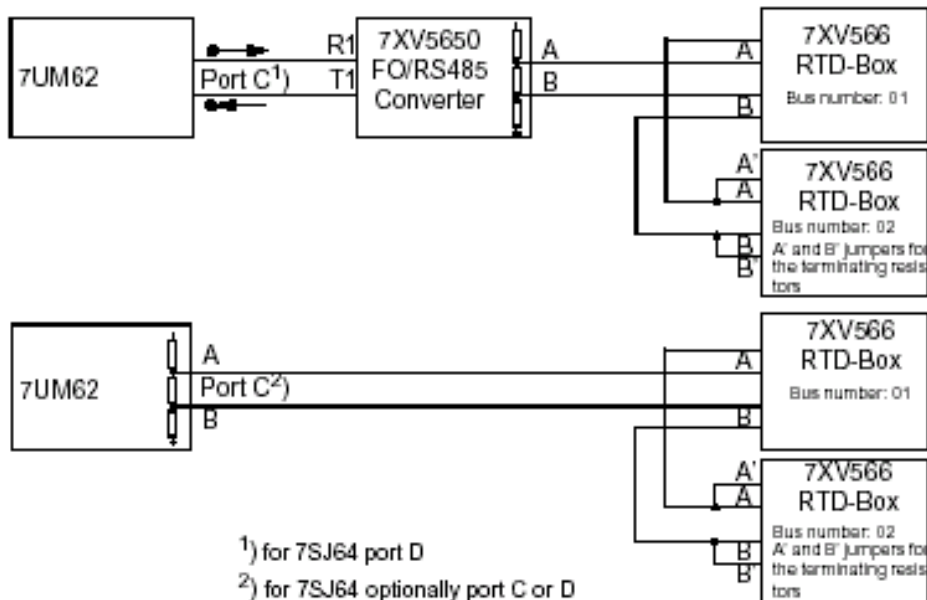 7UM62
R1
Port C1)
T1
7XV5650
FO/RS485
Converter
A
B
A
B
7XV566
RTD-Box
Bus number: 01
A'
A
B
B'
7XV566
RTD-Box
Bus number: 02
A' and B' jumpers for
the terminating resis
tors
7UM62
A
Port C2)
B
A
B
7XV566
RTD-Box
Bus number: 01
A'
A
B
B'
7XV566
RTD-Box
Bus number: 02
A' and B' jumpers for
the terminating resis
tors
1) for 7SJ64 port D
2) for 7SJ64 optionally port C or D